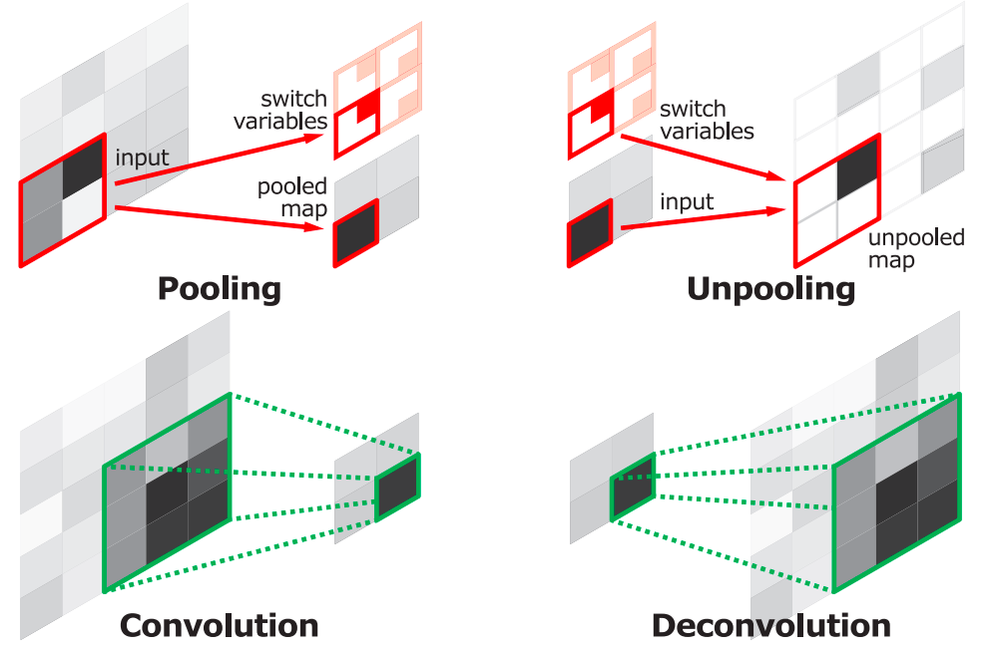 switch
variables
input
pooled
map
Pooling
switch
variables
input
unpooled
map
Unpooling
Convolution
Deconvolution